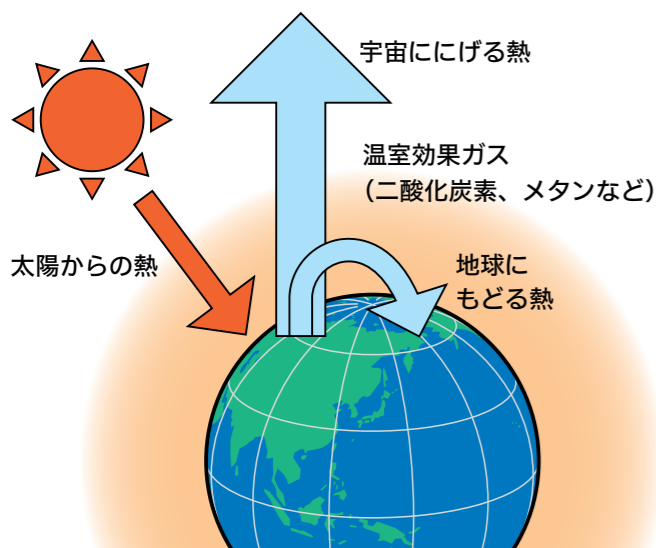 宇宙ににげる熱
温室効果ガス
（二酸化炭素、メタンなど）
太陽からの熱
地球に
もどる熱